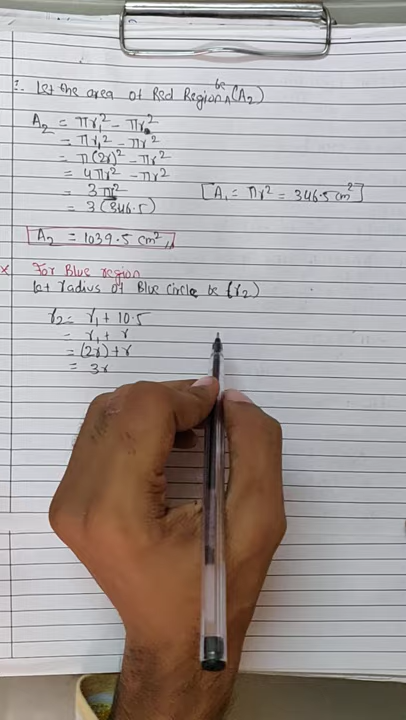 ∴ Let the area of Red Region be (A₂)
A₂ = πr₁² - πr²
= πr₁² - πr²
= π(2r)² - πr²
= 4πr² - πr²
= 3πr² [A₁ = πr² = 346.5 cm²]
= 3(346.5)
A₂ = 1039.5 cm²//
× For Blue region
let radius of Blue circle be (r₂)
r₂ = r₁ + 10.5
= r₁ + r
= (2r) + r
= 3r